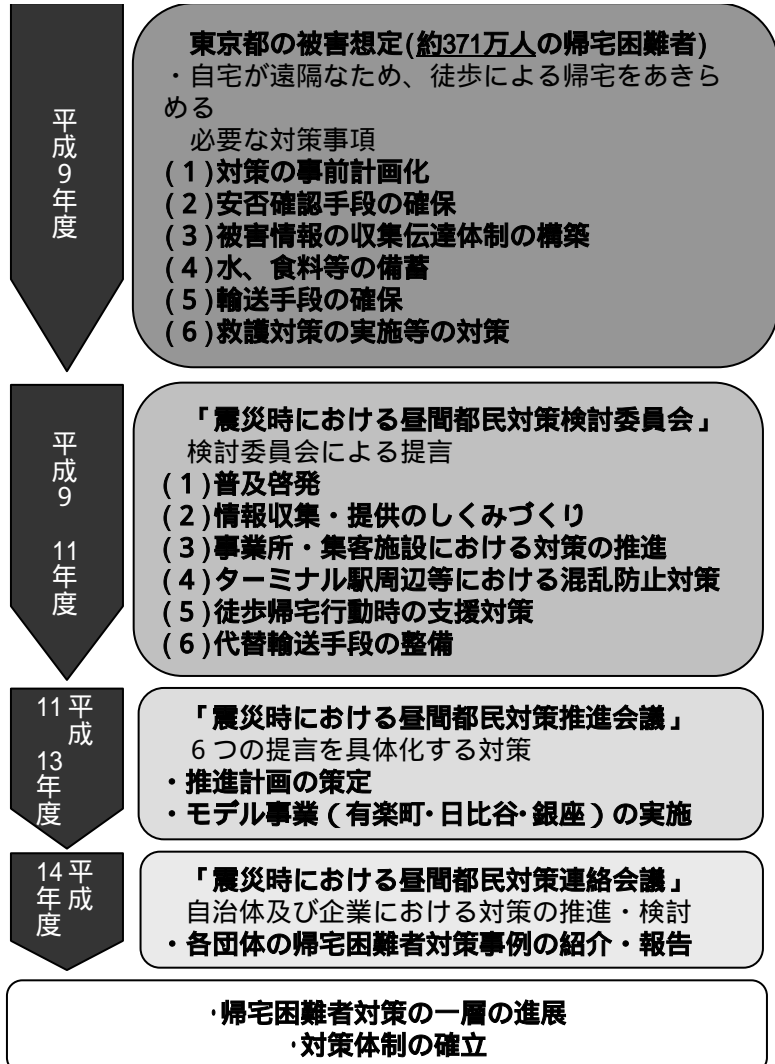 平成9年度
東京都の被害想定(約371万人の帰宅困難者)
・自宅が遠隔なため、徒歩による帰宅をあきら
める
必要な対策事項
(1)対策の事前計画化
(2)安否確認手段の確保
(3)被害情報の収集伝達体制の構築
(4)水、食料等の備蓄
(5)輸送手段の確保
(6)救護対策の実施等の対策
平成9 11年度
「震災時における昼間都民対策検討委員会」
検討委員会による提言
(1)普及啓発
(2)情報収集・提供のしくみづくり
(3)事業所・集客施設における対策の推進
(4)ターミナル駅周辺等における混乱防止対策
(5)徒歩帰宅行動時の支援対策
(6)代替輸送手段の整備
平成
11 13年度
「震災時における昼間都民対策推進会議」
6つの提言を具体化する対策
・推進計画の策定
・モデル事業(有楽町・日比谷・銀座)の実施
平成
14年度
「震災時における昼間都民対策連絡会議」
自治体及び企業における対策の推進・検討
・各団体の帰宅困難者対策事例の紹介・報告
・帰宅困難者対策の一層の進展
・対策体制の確立